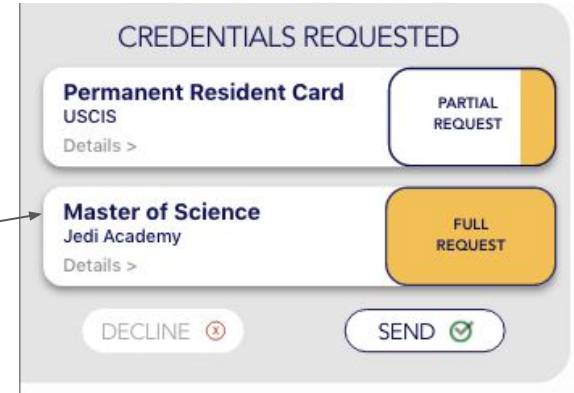 CREDENTIALS REQUESTED
Permanent Resident Card
USCIS
Details >
PARTIAL
REQUEST
Master of Science
Jedi Academy
Details >
FULL
REQUEST
DECLINE
SEND